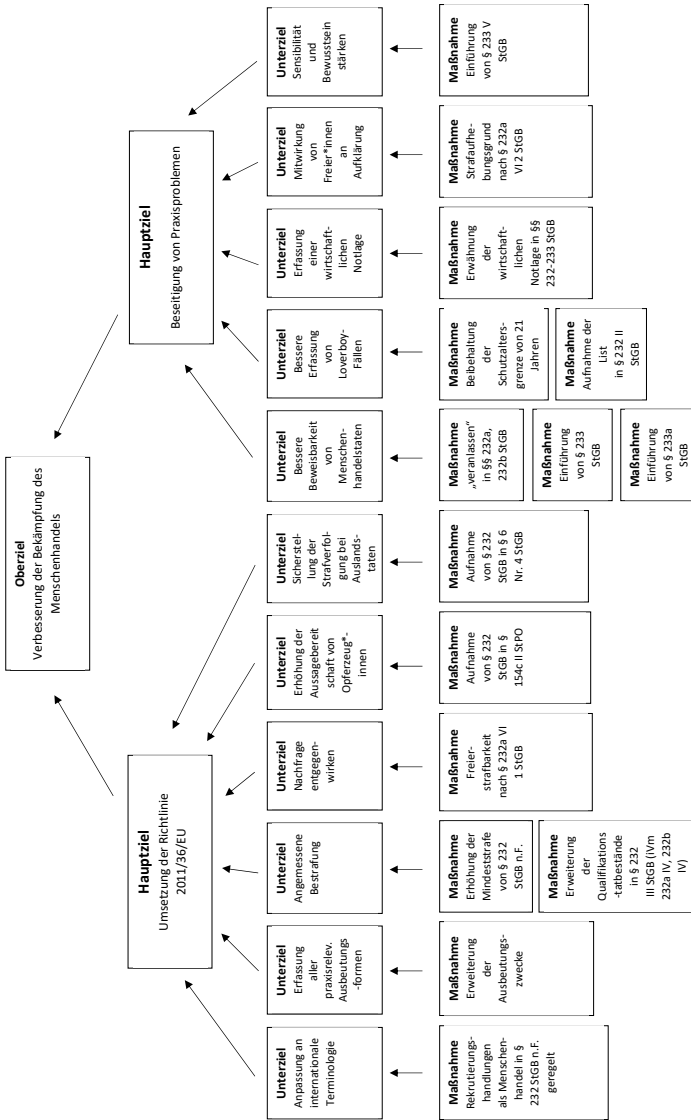 Oberziel
Verbesserung der Bekämpfung des
Menschenhandels
Hauptziel
Umsetzung der Richtlinie
2011/36/EU
Hauptziel
Beseitigung von Praxisproblemen
Unterziel
Anpassung an
internationale
Terminologie
Unterziel
Erfassung
aller
praxisrelev.
Ausbeutungs
-formen
Unterziel
Angemessene
Bestrafung
Unterziel
Nachfrage
entgegen-
wirken
Unterziel
Erhöhung der
Aussagebereit
schaft von
Opferzeug*-
innen
Unterziel
Sicherstel-
lung der
Strafverfol-
gung bei
Auslands-
taten
Unterziel
Bessere
Beweisbarkeit
von
Menschen-
handelstaten
Unterziel
Bessere
Erfassung
von
Loverboy-
Fällen
Unterziel
Erfassung
einer
wirtschaft-
lichen
Notlage
Unterziel
Mitwirkung
von
Freier*innen
an
Aufklärung
Unterziel
Sensibilität
und
Bewusstsein
stärken
Maßnahme
Rekrutierungs-
handlungen
als Menschen-
handel in §
232 StGB n.F.
geregelt
Maßnahme
Erweiterung
der
Ausbeutungs-
zwecke
Maßnahme
Erhöhung der
Mindeststrafe
von § 232
StGB n.F.
Maßnahme
Erweiterung
der
Qualifikations
-tatbestände
in § 232
III StGB (iVm
232a IV, 232b
IV)
Maßnahme
Freier-
strafbarkeit
nach § 232a VI
1 StGB
Maßnahme
Aufnahme
von § 232
StGB in §
154c II StPO
Maßnahme
Aufnahme
von § 232
StGB in § 6
Nr. 4 StGB
Maßnahme
„veranlassen“
in §§ 232a,
232b StGB
Maßnahme
Einführung
von § 233
StGB
Maßnahme
Einführung
von § 233a
StGB
Maßnahme
Beibehaltung
der
Schutzalters-
grenze von 21
Jahren
Maßnahme
Aufnahme der
List
in § 232 II
StGB
Maßnahme
Erwähnung
der
wirtschaft-
lichen
Notlage in §§
232-233 StGB
Maßnahme
Strafaufhe-
bungsgrund
nach § 232a
VI 2 StGB
Maßnahme
Einführung
von § 233 V
StGB